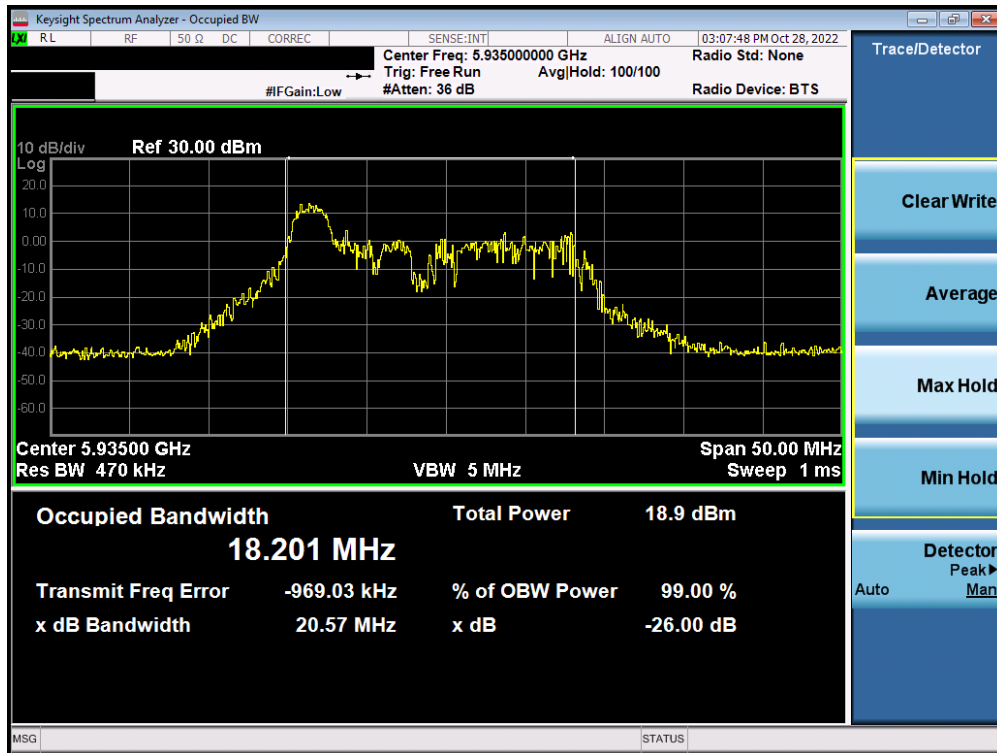 Keysight Spectrum Analyzer - Occupied BW
LXI RL RF 50 Ω DC CORREC SENSE:INT ALIGN AUTO 03:07:48 PM Oct 28, 2022
Center Freq: 5.935000000 GHz Radio Std: None
Trig: Free Run Avg|Hold: 100/100
#IFGain:Low #Atten: 36 dB Radio Device: BTS
10 dB/div Ref 30.00 dBm
Log
20.0
10.0
0.00
-10.0
-20.0
-30.0
-40.0
-50.0
-60.0
Center 5.93500 GHz Span 50.00 MHz
Res BW 470 kHz VBW 5 MHz Sweep 1 ms
Occupied Bandwidth Total Power 18.9 dBm
18.201 MHz
Transmit Freq Error -969.03 kHz % of OBW Power 99.00 %
x dB Bandwidth 20.57 MHz x dB -26.00 dB
MSG STATUS
Trace/Detector
Clear Write
Average
Max Hold
Min Hold
Detector
Peak▶
Auto Man